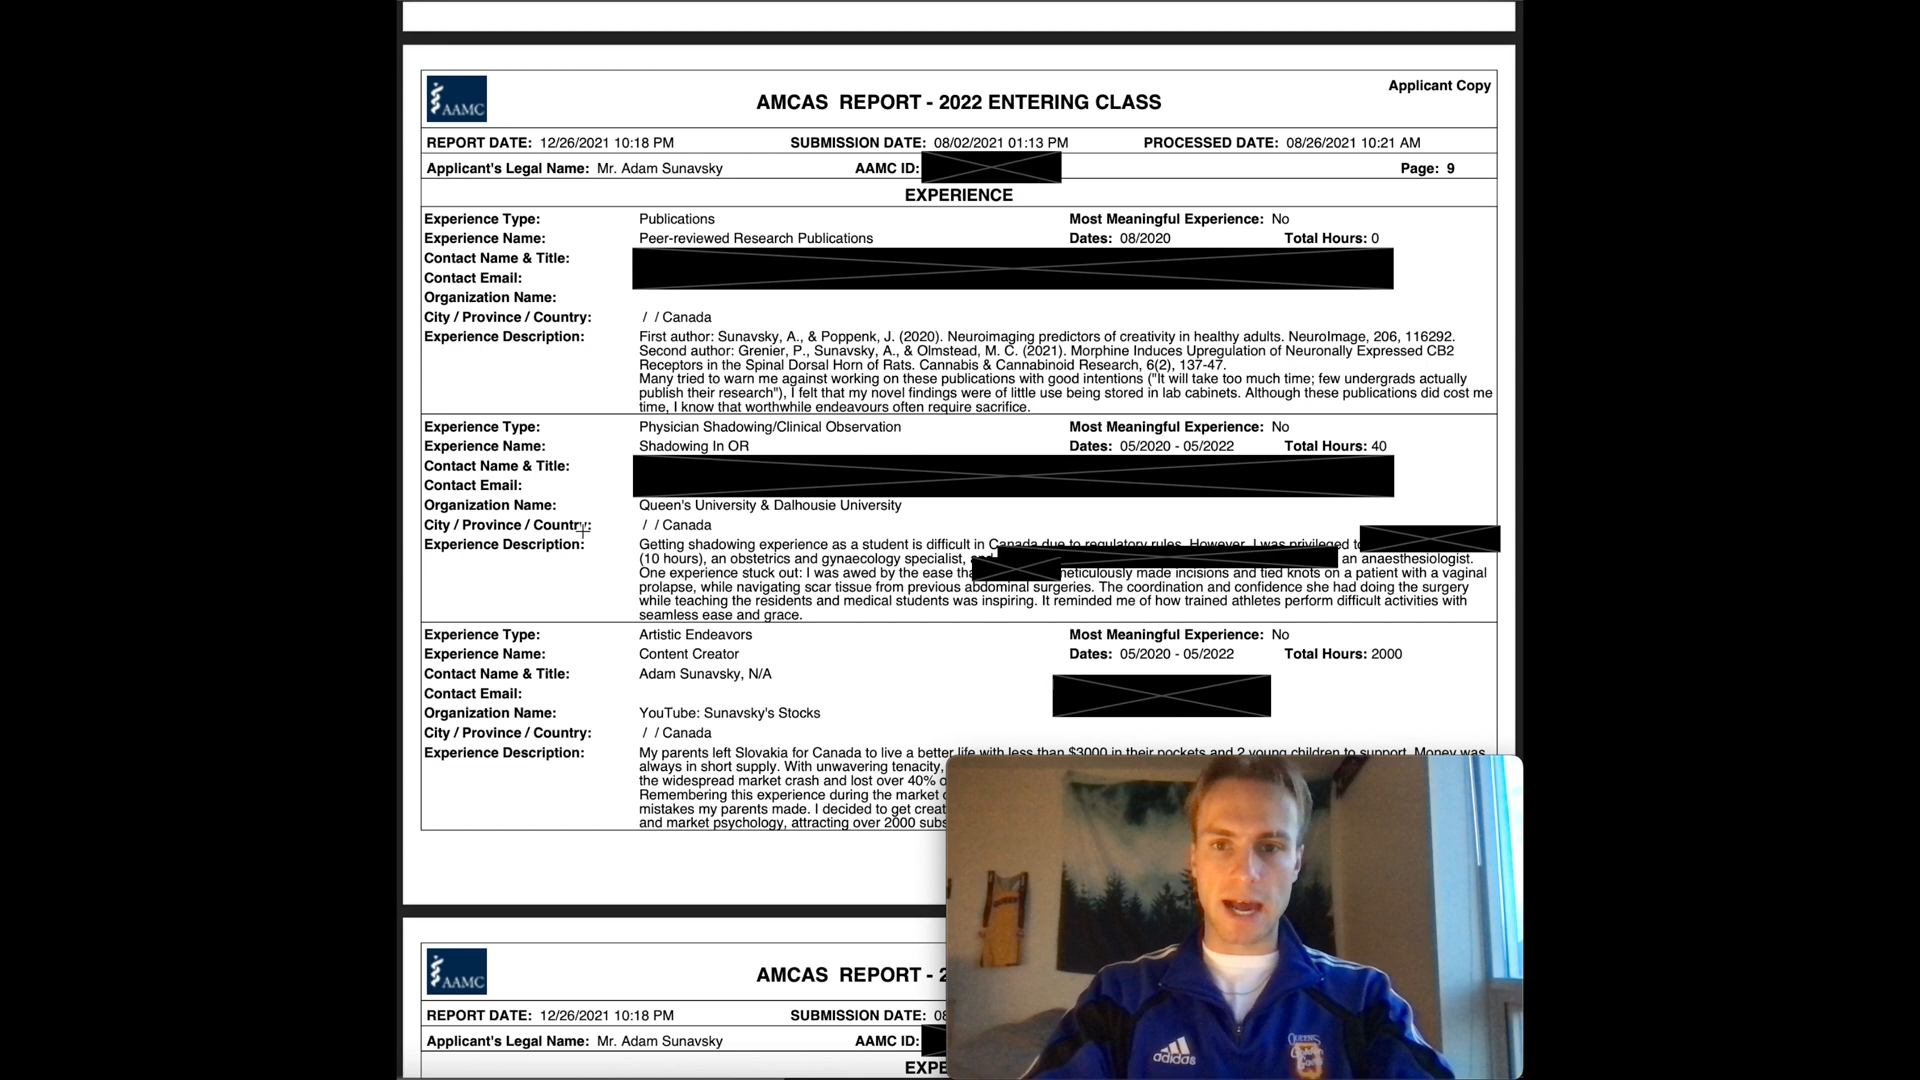 Applicant Copy
AAMC
AMCAS REPORT - 2022 ENTERING CLASS
REPORT DATE: 12/26/2021 10:18 PM SUBMISSION DATE: 08/02/2021 01:13 PM PROCESSED DATE: 08/26/2021 10:21 AM
Applicant's Legal Name: Mr. Adam Sunavsky AAMC ID: Page: 9
EXPERIENCE
Experience Type: Publications Most Meaningful Experience: No
Experience Name: Peer-reviewed Research Publications Dates: 08/2020 Total Hours: 0
Contact Name & Title:
Contact Email:
Organization Name:
City / Province / Country: / / Canada
Experience Description: First author: Sunavsky, A., & Poppenk, J. (2020). Neuroimaging predictors of creativity in healthy adults. NeuroImage, 206, 116292.
Second author: Grenier, P., Sunavsky, A., & Olmstead, M. C. (2021). Morphine Induces Upregulation of Neuronally Expressed CB2
Receptors in the Spinal Dorsal Horn of Rats. Cannabis & Cannabinoid Research, 6(2), 137-47.
Many tried to warn me against working on these publications with good intentions ("It will take too much time; few undergrads actually
publish their research"), I felt that my novel findings were of little use being stored in lab cabinets. Although these publications did cost me
time, I know that worthwhile endeavours often require sacrifice.
Experience Type: Physician Shadowing/Clinical Observation Most Meaningful Experience: No
Experience Name: Shadowing In OR Dates: 05/2020 - 05/2022 Total Hours: 40
Contact Name & Title:
Contact Email:
Organization Name: Queen's University & Dalhousie University
City / Province / Country: / / Canada
Experience Description: Getting shadowing experience as a student is difficult in Canada due to regulatory rules. However, I was privileged to
(10 hours), an obstetrics and gynaecology specialist, and an anaesthesiologist.
One experience stuck out: I was awed by the ease meticulously made incisions and tied knots on a patient with a vaginal
prolapse, while navigating scar tissue from previous abdominal surgeries. The coordination and confidence she had doing the surgery
while teaching the residents and medical students was inspiring. It reminded me of how trained athletes perform difficult activities with
seamless ease and grace.
Experience Type: Artistic Endeavors Most Meaningful Experience: No
Experience Name: Content Creator Dates: 05/2020 - 05/2022 Total Hours: 2000
Contact Name & Title: Adam Sunavsky, N/A
Contact Email:
Organization Name: YouTube: Sunavsky's Stocks
City / Province / Country: / / Canada
Experience Description: My parents left Slovakia for Canada to live a better life with less than $3000 in their pockets and 2 young children to support. Money was
always in short supply. With unwavering tenacity,
the widespread market crash and lost over 40%
Remembering this experience during the market
mistakes my parents made. I decided to get
and market psychology, attracting over 2000
AAMC
AMCAS REPORT -
REPORT DATE: 12/26/2021 10:18 PM SUBMISSION DATE:
Applicant's Legal Name: Mr. Adam Sunavsky AAMC ID:
adidas
QUEEN'S
Golden